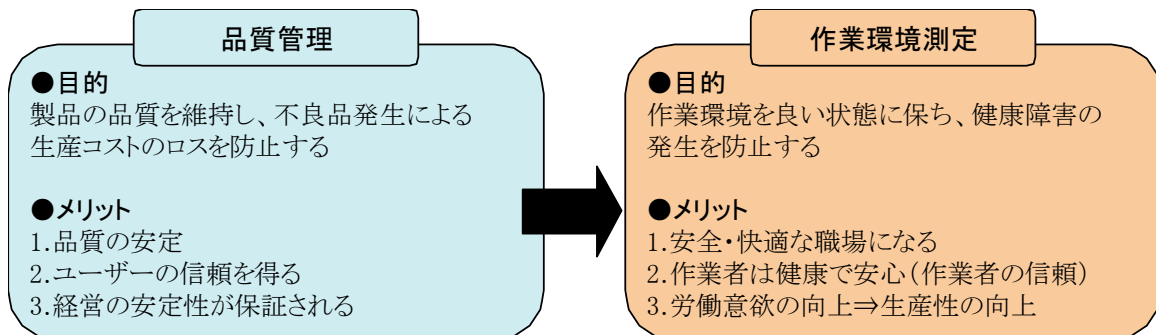 品質管理
●目的
製品の品質を維持し、不良品発生による
生産コストのロスを防止する
●メリット
1.品質の安定
2.ユーザーの信頼を得る
3.経営の安定性が保証される
作業環境測定
●目的
作業環境を良い状態に保ち、健康障害の
発生を防止する
●メリット
1.安全・快適な職場になる
2.作業者は健康で安心(作業者の信頼)
3.労働意欲の向上⇒生産性の向上